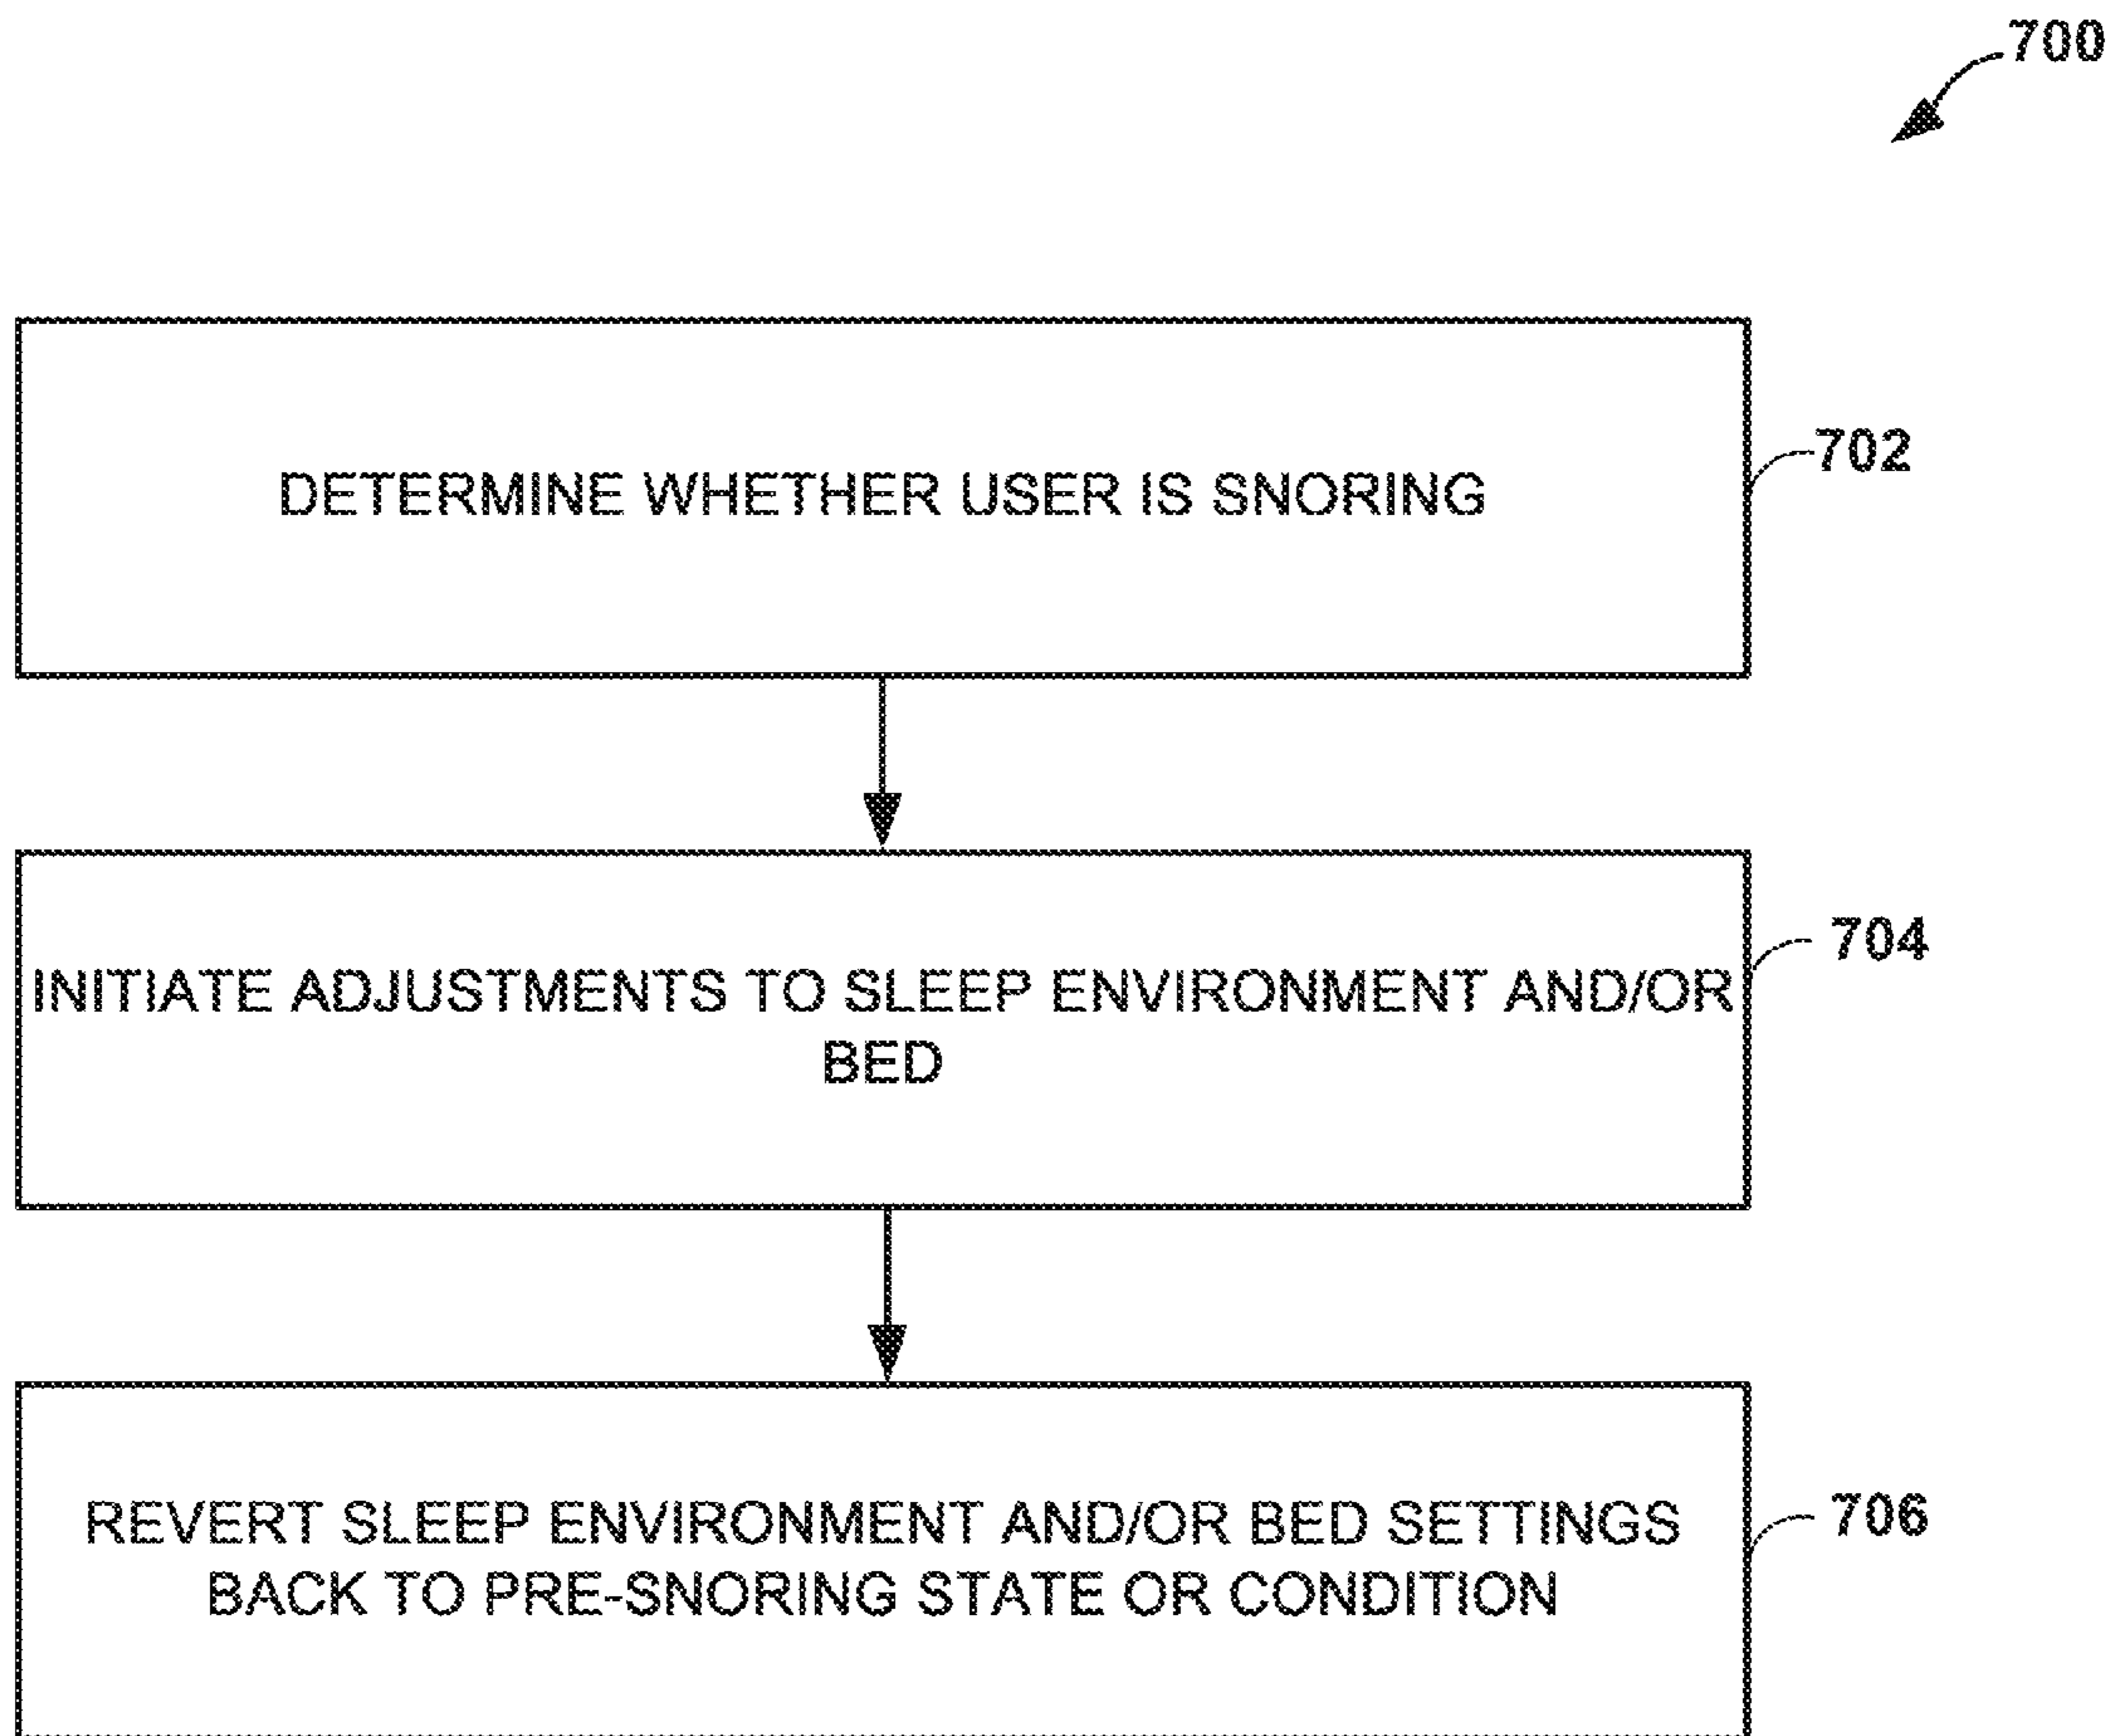 700
DETERMINE WHETHER USER IS SNORING
702
INITIATE ADJUSTMENTS TO SLEEP ENVIRONMENT AND/OR
BED
704
REVERT SLEEP ENVIRONMENT AND/OR BED SETTINGS
BACK TO PRE-SNORING STATE OR CONDITION
706